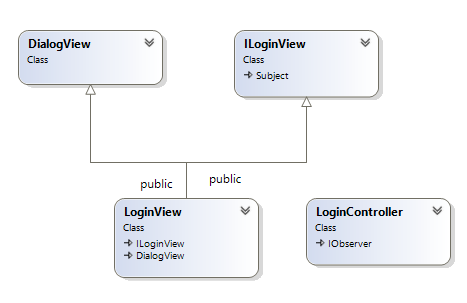 DialogView
Class
ILoginView
Class
Subject
public
public
LoginView
Class
ILoginView
DialogView
LoginController
Class
IObserver